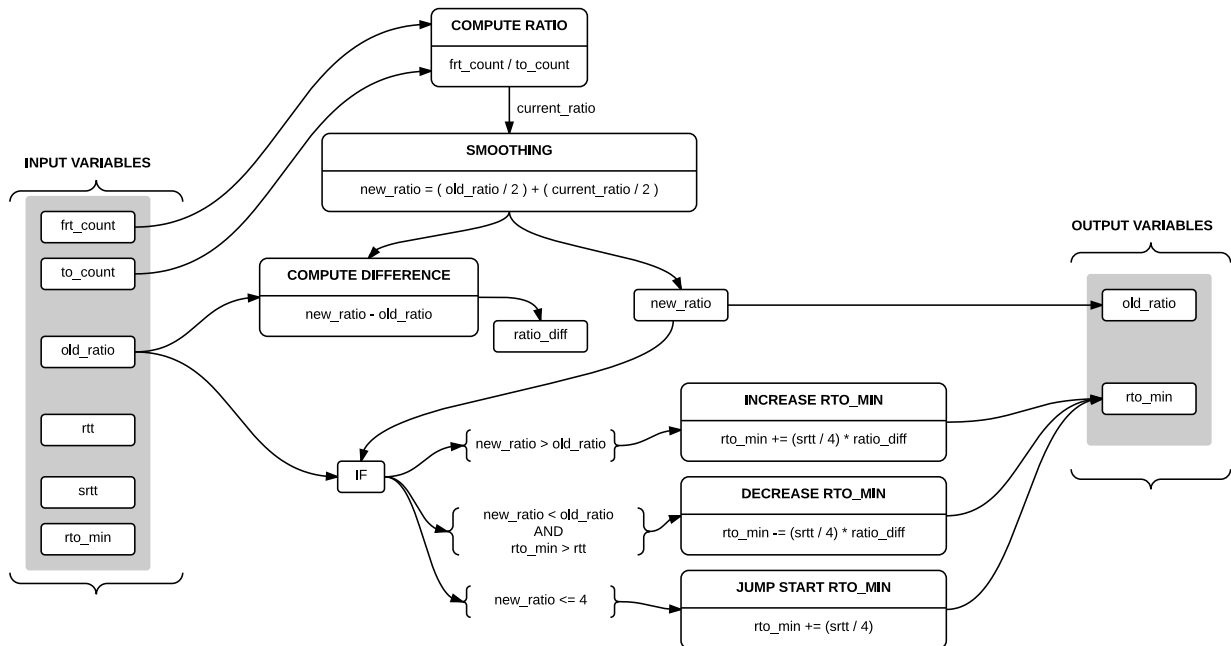 COMPUTE RATIO
frt_count / to_count
current_ratio
SMOOTHING
new_ratio = ( old_ratio / 2 ) + ( current_ratio / 2 )
INPUT VARIABLES
frt_count
to_count
old_ratio
rtt
srtt
rto_min
COMPUTE DIFFERENCE
new_ratio - old_ratio
ratio_diff
new_ratio
OUTPUT VARIABLES
old_ratio
rto_min
IF
new_ratio > old_ratio
INCREASE RTO_MIN
rto_min += (srtt / 4) * ratio_diff
new_ratio < old_ratio
AND
rto_min > rtt
DECREASE RTO_MIN
rto_min -= (srtt / 4) * ratio_diff
new_ratio <= 4
JUMP START RTO_MIN
rto_min += (srtt / 4)